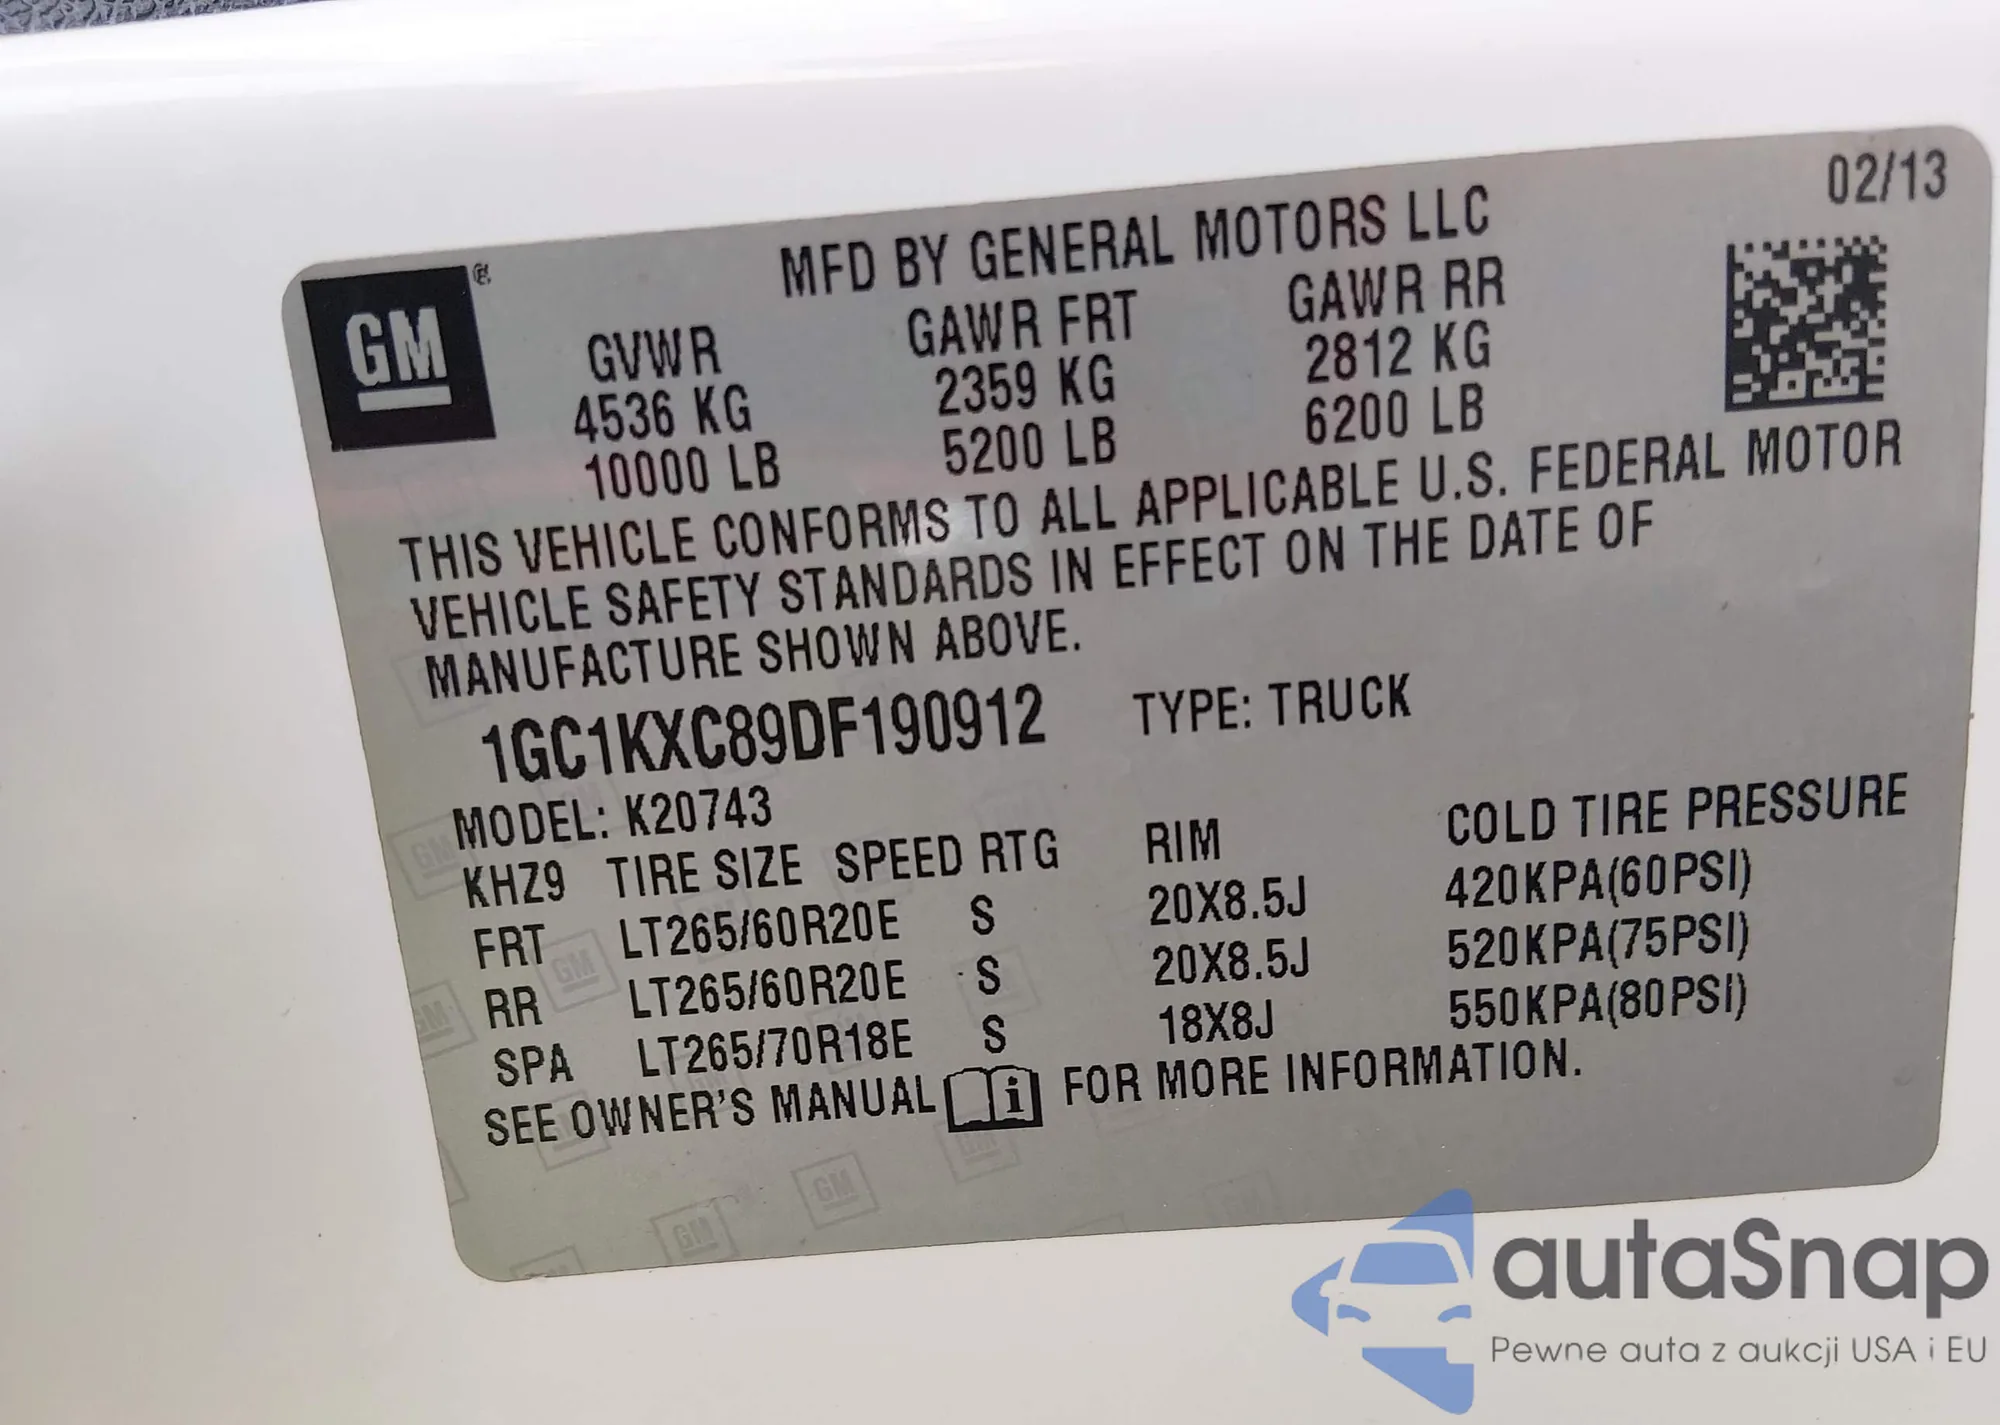 02/13
MFD BY GENERAL MOTORS LLC
GM®
GVWR GAWR FRT GAWR RR
4536 KG 2359 KG 2812 KG
10000 LB 5200 LB 6200 LB
THIS VEHICLE CONFORMS TO ALL APPLICABLE U.S. FEDERAL MOTOR
VEHICLE SAFETY STANDARDS IN EFFECT ON THE DATE OF
MANUFACTURE SHOWN ABOVE.
1GC1KXC89DF190912 TYPE: TRUCK
MODEL: K20743
KHZ9 TIRE SIZE SPEED RTG RIM COLD TIRE PRESSURE
FRT LT265/60R20E S 20X8.5J 420KPA(60PSI)
RR LT265/60R20E S 20X8.5J 520KPA(75PSI)
SPA LT265/70R18E S 18X8J 550KPA(80PSI)
SEE OWNER'S MANUAL i FOR MORE INFORMATION.
autaSnap
Pewne auta z aukcji USA i EU